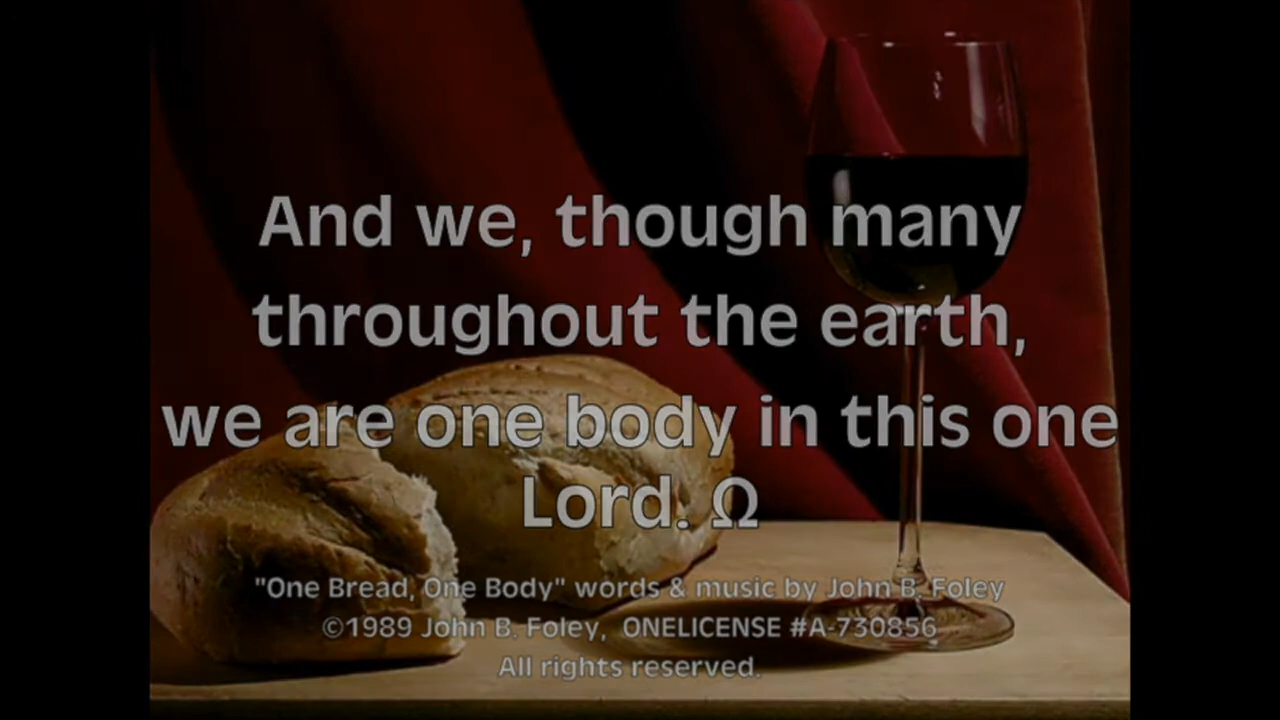 And we, though many
throughout the earth,
we are one body in this one
Lord. Ω
"One Bread, One Body" words & music by John B. Foley
©1989 John B. Foley, ONELICENSE #A-730856
All rights reserved.